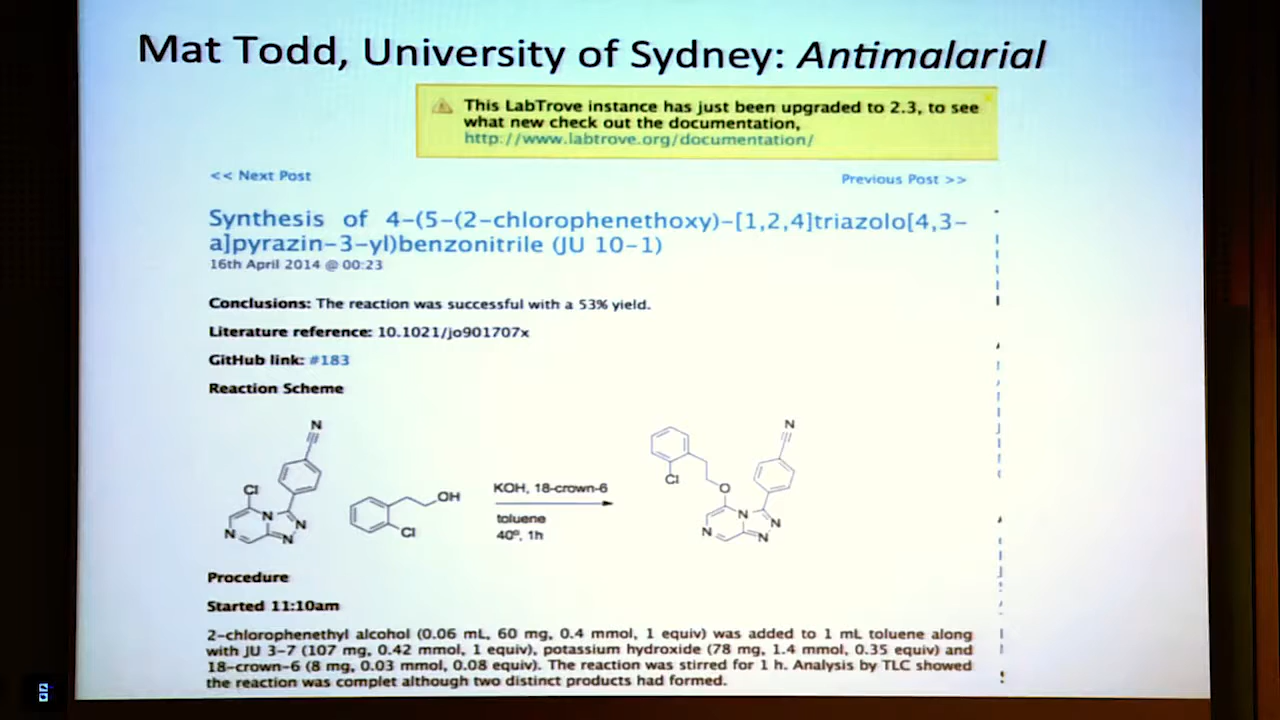 Mat Todd, University of Sydney: Antimalarial
This LabTrove instance has just been upgraded to 2.3, to see
what new check out the documentation,
http://www.labtrove.org/documentation/
<< Next Post
Previous Post >>
Synthesis of 4-(5-(2-chlorophenethoxy)-[1,2,4]triazolo[4,3-
a]pyrazin-3-yl)benzonitrile (JU 10-1)
16th April 2014 @ 00:23
Conclusions: The reaction was successful with a 53% yield.
Literature reference: 10.1021/jo901707x
GitHub link: #183
Reaction Scheme
N
Cl
N
N
N
N
OH
Cl
KOH, 18-crown-6
toluene
40º, 1h
N
Cl
O
N
N
N
N
Procedure
Started 11:10am
2-chlorophenethyl alcohol (0.06 mL, 60 mg, 0.4 mmol, 1 equiv) was added to 1 mL toluene along
with JU 3-7 (107 mg, 0.42 mmol, 1 equiv), potassium hydroxide (78 mg, 1.4 mmol, 0.35 equiv) and
18-crown-6 (8 mg, 0.03 mmol, 0.08 equiv). The reaction was stirred for 1 h. Analysis by TLC showed
the reaction was complet although two distinct products had formed.